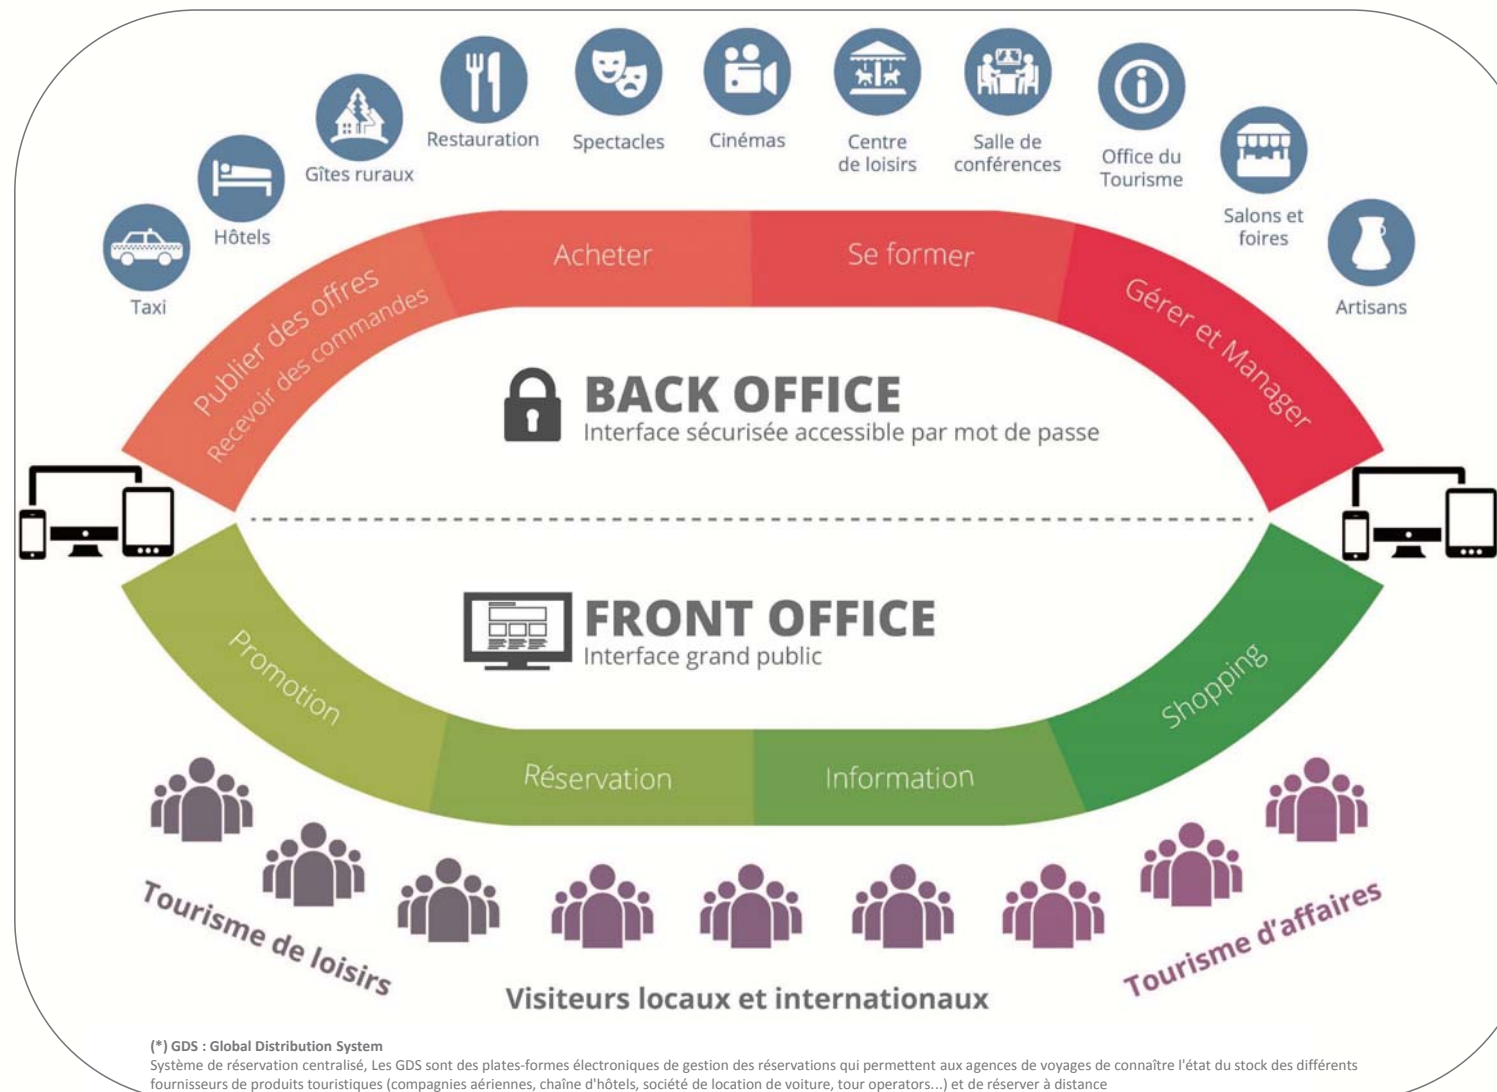 Taxi
Hôtels
Gîtes ruraux
Restauration
Spectacles
Cinémas
Centre
de loisirs
Salle de
conférences
Office du
Tourisme
Salons et
foires
Artisans
Publier des offres
Recevoir des commandes
Acheter
Se former
Gérer et Manager
BACK OFFICE
Interface sécurisée accessible par mot de passe
FRONT OFFICE
Interface grand public
Promotion
Réservation
Information
Shopping
Tourisme de loisirs
Visiteurs locaux et internationaux
Tourisme d'affaires
(*) GDS : Global Distribution System
Système de réservation centralisé, Les GDS sont des plates-formes électroniques de gestion des réservations qui permettent aux agences de voyages de connaître l'état du stock des différents
fournisseurs de produits touristiques (compagnies aériennes, chaîne d'hôtels, société de location de voiture, tour operators...) et de réserver à distance